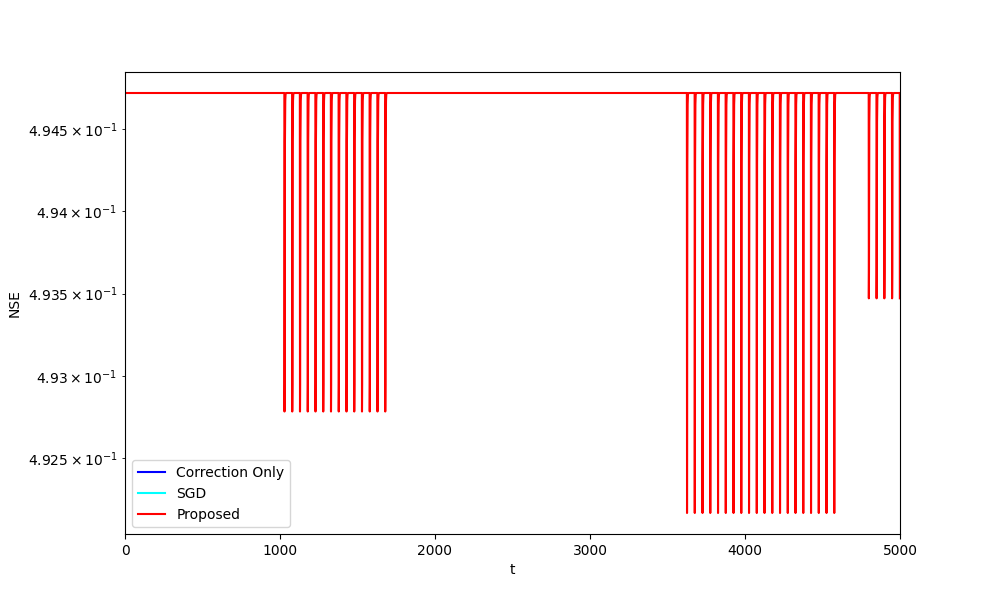 NSE
4.945 × 10⁻¹
4.94 × 10⁻¹
4.935 × 10⁻¹
4.93 × 10⁻¹
4.925 × 10⁻¹
Correction Only
SGD
Proposed
0 1000 2000 3000 4000 5000
t